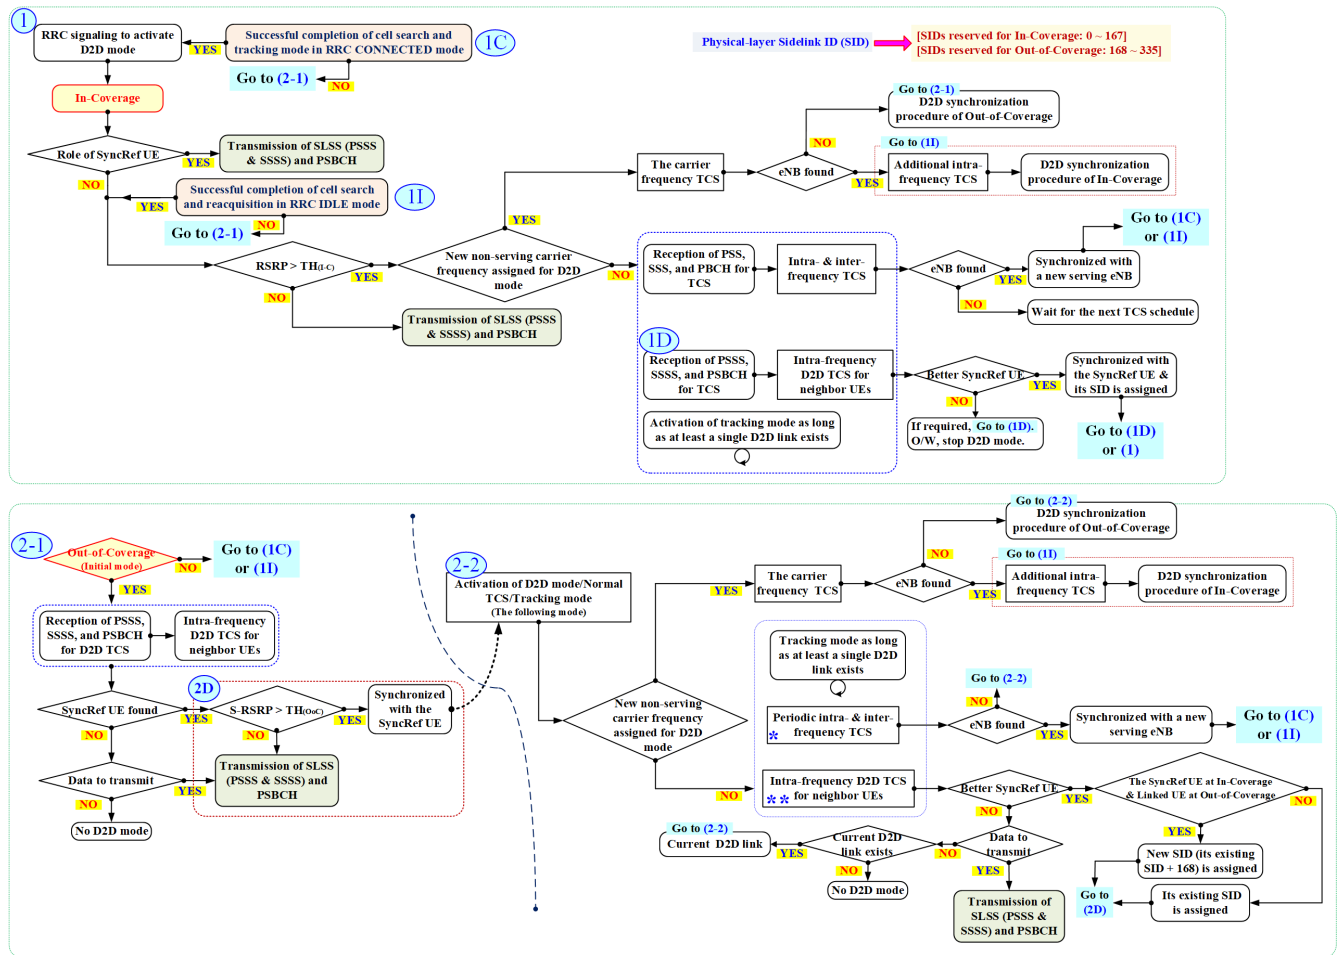 1
RRC signaling to activate
D2D mode
YES
Successful completion of cell search
and tracking mode in RRC CONNECTED mode
1C
NO
Go to (2-1)
Physical-layer Sidelink ID (SID)
[SIDs reserved for In-Coverage: 0 ~ 167]
[SIDs reserved for Out-of-Coverage: 168 ~ 335]
In-Coverage
Role of SyncRef UE
YES
Transmission of SLSS (PSSS
& SSSS) and PSBCH
NO
Successful completion of cell search
and reacquisition in RRC IDLE mode
1I
YES
NO
Go to (2-1)
RSRP > TH(I-C)
YES
NO
Transmission of SLSS (PSSS
& SSSS) and PSBCH
New non-serving carrier
frequency assigned for D2D
mode
YES
NO
The carrier
frequency TCS
eNB found
NO
Go to (2-1)
D2D synchronization
procedure of Out-of-Coverage
YES
Go to (1I)
Additional intra-
frequency TCS
D2D synchronization
procedure of In-Coverage
Reception of PSS,
SSS, and PBCH for
TCS
Intra- & inter-
frequency TCS
eNB found
YES
Synchronized with
a new serving eNB
Go to (1C)
or (1I)
NO
Wait for the next TCS schedule
1D
Reception of PSSS,
SSSS, and PSBCH
for TCS
Intra-frequency
D2D TCS for
neighbor UEs
Better SyncRef UE
YES
Synchronized with
the SyncRef UE &
its SID is assigned
NO
If required, Go to (1D).
O/W, stop D2D mode.
Go to (1D)
or (1)
Activation of tracking mode as long
as at least a single D2D link exists
2-1
Out-of-Coverage
(Initial mode)
NO
Go to (1C)
or (1I)
YES
Reception of PSSS,
SSSS, and PSBCH
for D2D TCS
Intra-frequency
D2D TCS for
neighbor UEs
SyncRef UE found
YES
NO
2D
S-RSRP > TH(OoC)
YES
Synchronized
with the
SyncRef UE
NO
Data to transmit
YES
Transmission of SLSS
(PSSS & SSSS) and
PSBCH
NO
No D2D mode
2-2
Activation of D2D mode/Normal
TCS/Tracking mode
(The following mode)
New non-serving
carrier frequency
assigned for D2D
mode
YES
NO
The carrier
frequency TCS
eNB found
NO
Go to (2-2)
D2D synchronization
procedure of Out-of-Coverage
YES
Go to (1I)
Additional intra-
frequency TCS
D2D synchronization
procedure of In-Coverage
Tracking mode as long
as at least a single D2D
link exists
Periodic intra- & inter-
* frequency TCS
eNB found
NO
Go to (2-2)
YES
Synchronized with a new
serving eNB
Go to (1C)
or (1I)
Intra-frequency D2D TCS
** for neighbor UEs
Better SyncRef UE
YES
The SyncRef UE at In-Coverage
& Linked UE at Out-of-Coverage
NO
YES
New SID (its existing
SID + 168) is assigned
Its existing SID
is assigned
Go to
(2D)
NO
Data to
transmit
NO
YES
Transmission of
SLSS (PSSS &
SSSS) and PSBCH
Current D2D
link exists
YES
Go to (2-2)
Current D2D link
NO
No D2D mode